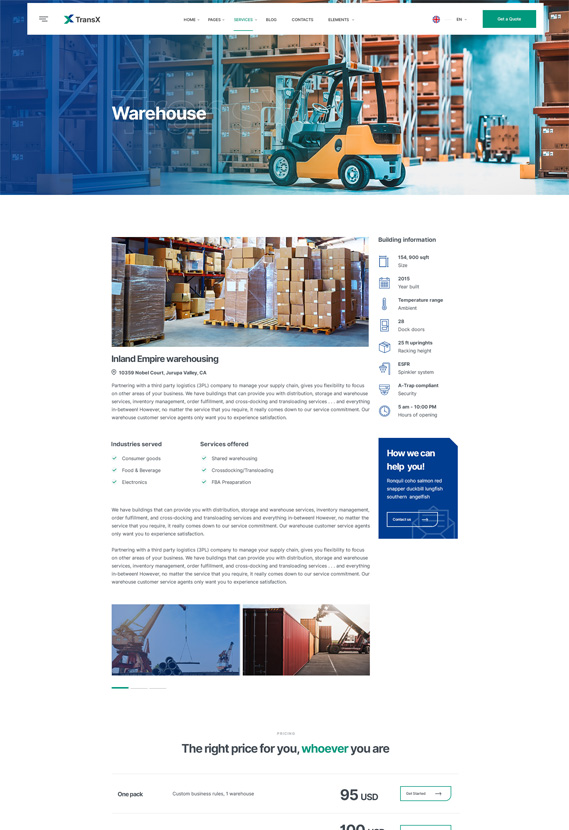 TransX
HOME
PAGES
SERVICES
BLOG
CONTACTS
ELEMENTS
EN
Get a Quote
Warehouse
Building information
154, 900 sqft
Size
2015
Year built
Temperature range
Ambient
28
Dock doors
25 ft upringhts
Racking height
ESFR
Spinkler system
A-Trap compliant
Security
5 am - 10:00 PM
Hours of opening
Inland Empire warehousing
10359 Nobel Court, Jurupa Valley, CA
Partnering with a third party logistics (3PL) company to manage your supply chain, gives you flexibility to focus
on other areas of your business. We have buildings that can provide you with distribution, storage and warehouse
services, inventory management, order fulfillment, and cross-docking and transloading services . . . and everything
in-between! However, no matter the service that you require, it really comes down to our service commitment. Our
warehouse customer service agents only want you to experience satisfaction.
Industries served
Consumer goods
Food & Beverage
Electronics
Services offered
Shared warehousing
Crossdocking/Transloading
FBA Preaparation
How we can
help you!
Ronquil coho salmon red
snapper duckbill lungfish
southern angelfish
Contact us
We have buildings that can provide you with distribution, storage and warehouse services, inventory management,
order fulfillment, and cross-docking and transloading services . . . and everything in-between! However, no matter the
service that you require, it really comes down to our service commitment. Our warehouse customer service agents
only want you to experience satisfaction.
Partnering with a third party logistics (3PL) company to manage your supply chain, gives you flexibility to focus
on other areas of your business. We have buildings that can provide you with distribution, storage and warehouse
services, inventory management, order fulfillment, and cross-docking and transloading services . . . and everything
in-between! However, no matter the service that you require, it really comes down to our service commitment. Our
warehouse customer service agents only want you to experience satisfaction.
PRICING
The right price for you, whoever you are
One pack
Custom business rules, 1 warehouse
95 USD
Get Started